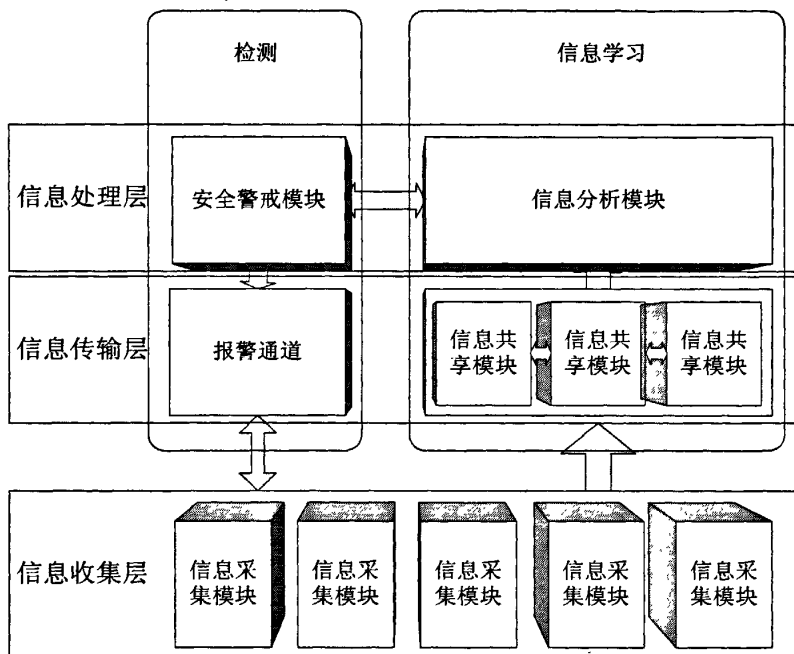 检测
信息学习
信息处理层
安全警戒模块
信息分析模块
信息传输层
报警通道
信息共
享模块
信息共
享模块
信息共
享模块
信息收集层
信息采
集模块
信息采
集模块
信息采
集模块
信息采
集模块
信息采
集模块